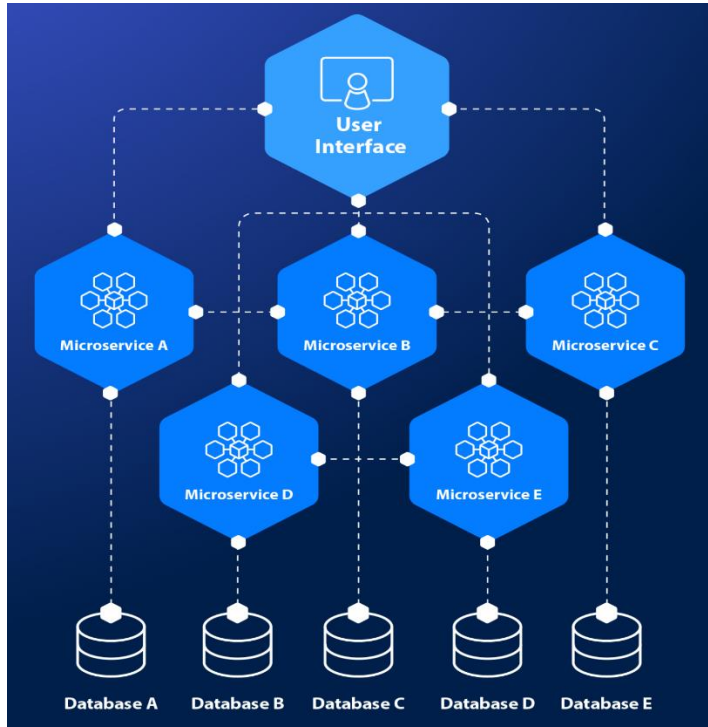 User
Interface
Microservice A
Microservice B
Microservice C
Microservice D
Microservice E
Database A
Database B
Database C
Database D
Database E